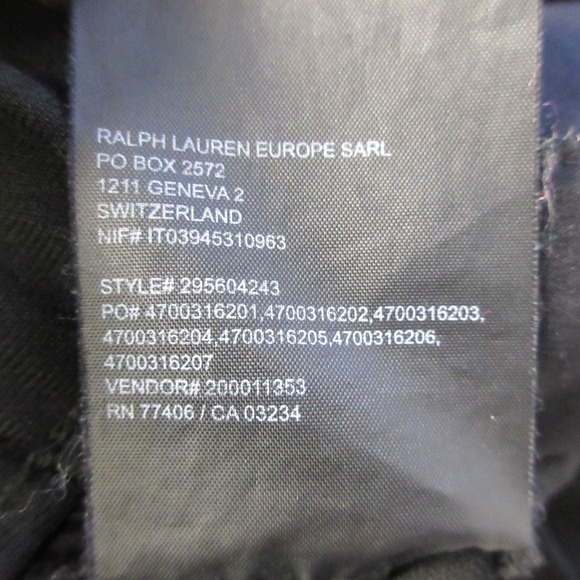 RALPH LAUREN EUROPE SARL
PO BOX 2572
1211 GENEVA 2
SWITZERLAND
NIF# IT03945310963
STYLE# 295604243
PO# 4700316201,4700316202,4700316203,
4700316204,4700316205,4700316206,
4700316207
VENDOR# 200011353
RN 77406 / CA 03234